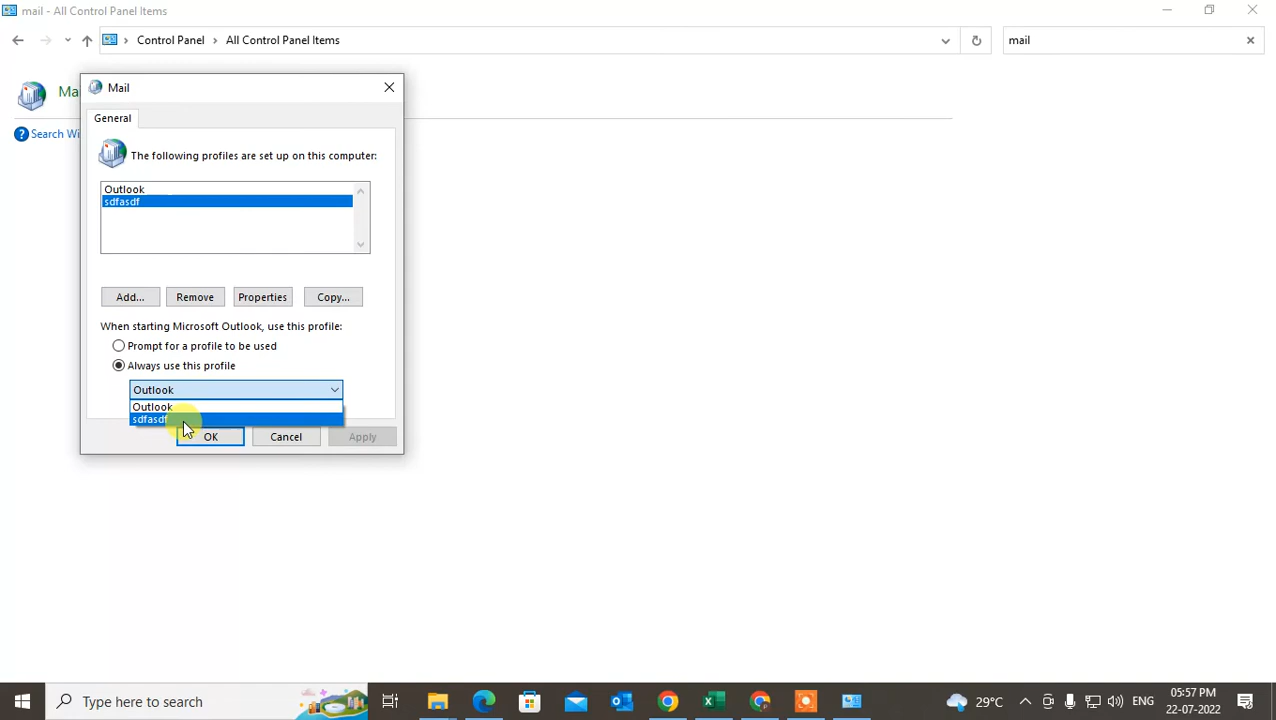 mail - All Control Panel Items
Control Panel > All Control Panel Items
mail
Mail
General
The following profiles are set up on this computer:
Outlook
sdfasdf
Add...
Remove
Properties
Copy...
When starting Microsoft Outlook, use this profile:
Prompt for a profile to be used
Always use this profile
Outlook
Outlook
sdfasdf
OK
Cancel
Apply
Search Wi
Type here to search
29°C
ENG
05:57 PM
22-07-2022